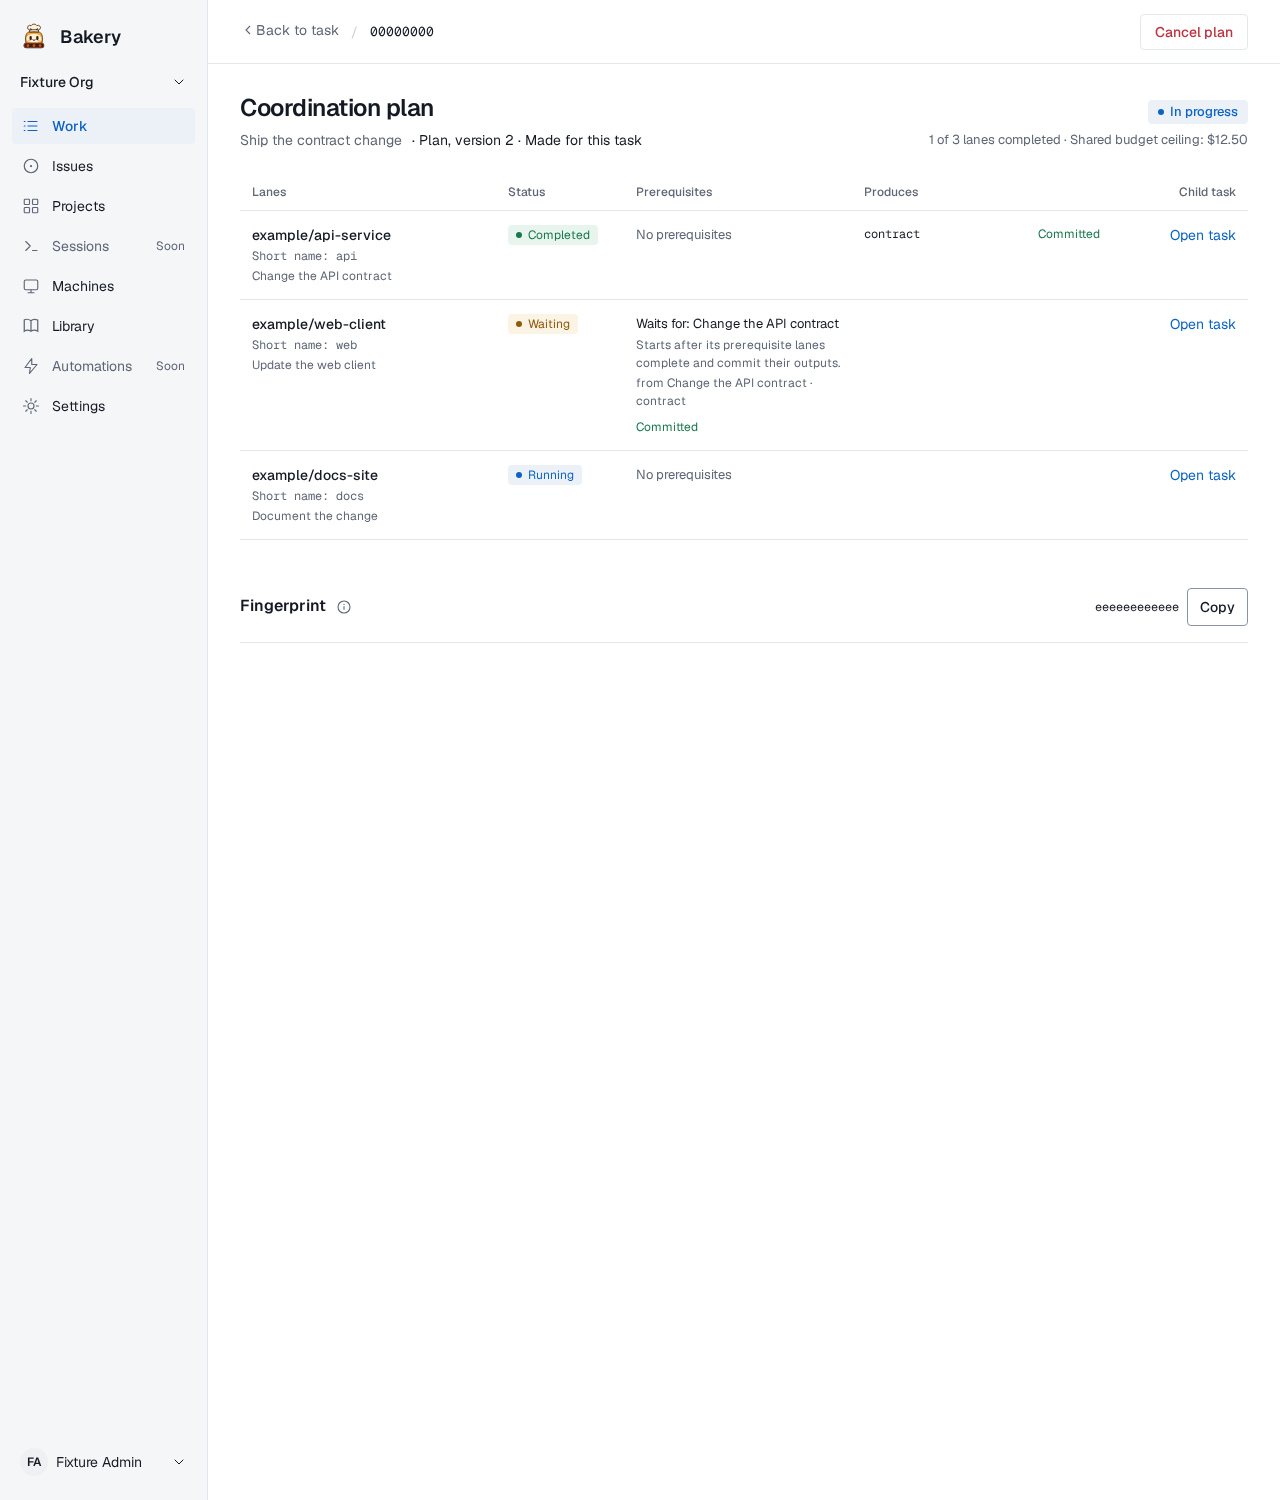 Bakery
Fixture Org
Work
Issues
Projects
Sessions Soon
Machines
Library
Automations Soon
Settings
FA Fixture Admin
Back to task / 00000000
Cancel plan
Coordination plan
In progress
Ship the contract change · Plan, version 2 · Made for this task
1 of 3 lanes completed · Shared budget ceiling: $12.50
Lanes Status Prerequisites Produces Child task
example/api-service Completed No prerequisites contract Committed Open task
Short name: api
Change the API contract
example/web-client Waiting Waits for: Change the API contract Open task
Short name: web
Update the web client
Starts after its prerequisite lanes
complete and commit their outputs.
from Change the API contract ·
contract
Committed
example/docs-site Running No prerequisites Open task
Short name: docs
Document the change
Fingerprint
eeeeeeeeeeee Copy